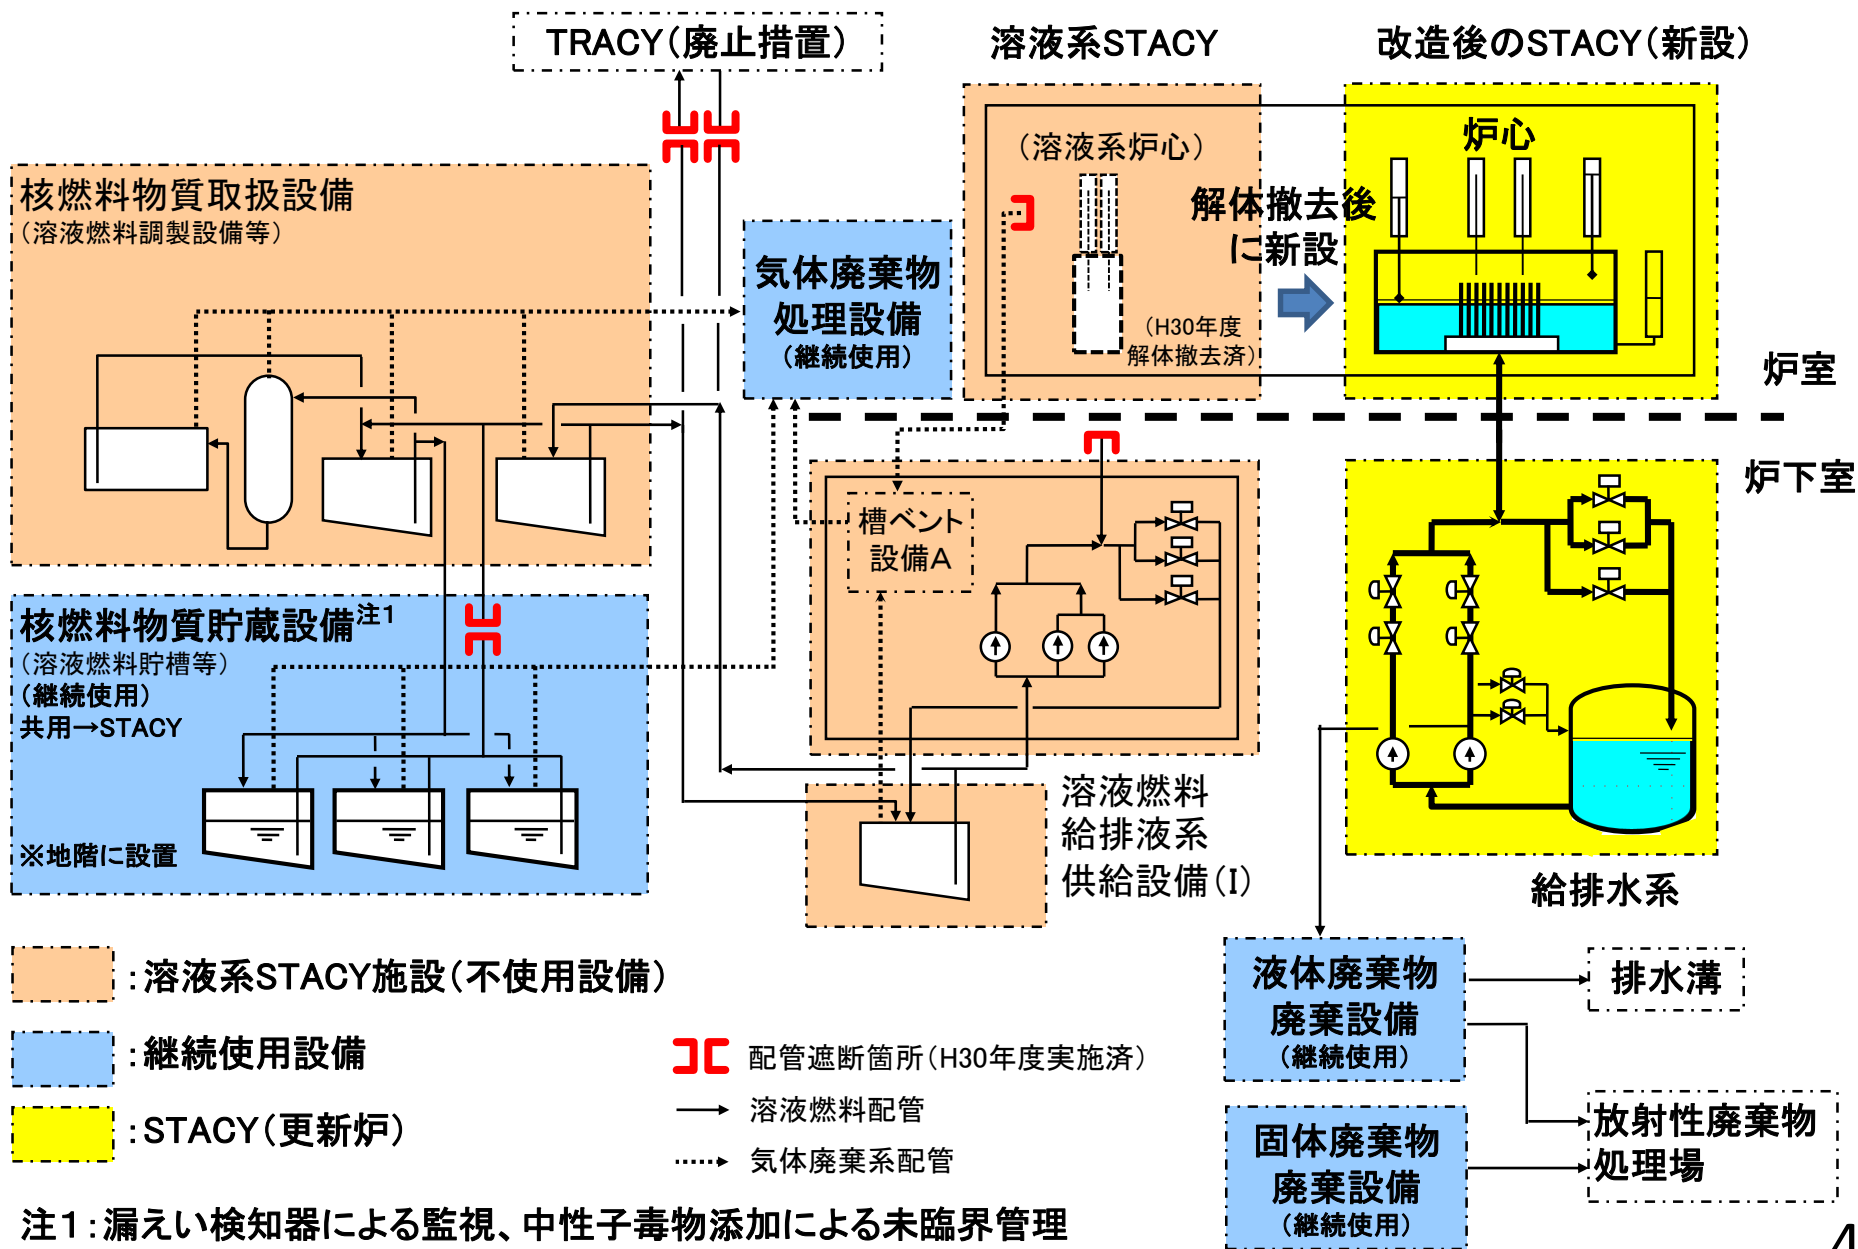 TRACY(廃止措置)
溶液系STACY
改造後のSTACY(新設)
核燃料物質取扱設備
(溶液燃料調製設備等)
気体廃棄物
処理設備
(継続使用)
(溶液系炉心)
(H30年度
解体撤去済)
解体撤去後
に新設
炉心
炉室
炉下室
槽ベント
設備A
核燃料物質貯蔵設備注1
(溶液燃料貯槽等)
(継続使用)
共用→STACY
※地階に設置
溶液燃料
給排液系
供給設備(I)
給排水系
:溶液系STACY施設(不使用設備)
:継続使用設備
:STACY(更新炉)
配管遮断箇所(H30年度実施済)
溶液燃料配管
気体廃棄系配管
液体廃棄物
廃棄設備
(継続使用)
排水溝
固体廃棄物
廃棄設備
(継続使用)
放射性廃棄物
処理場
注1:漏えい検知器による監視、中性子毒物添加による未臨界管理
4